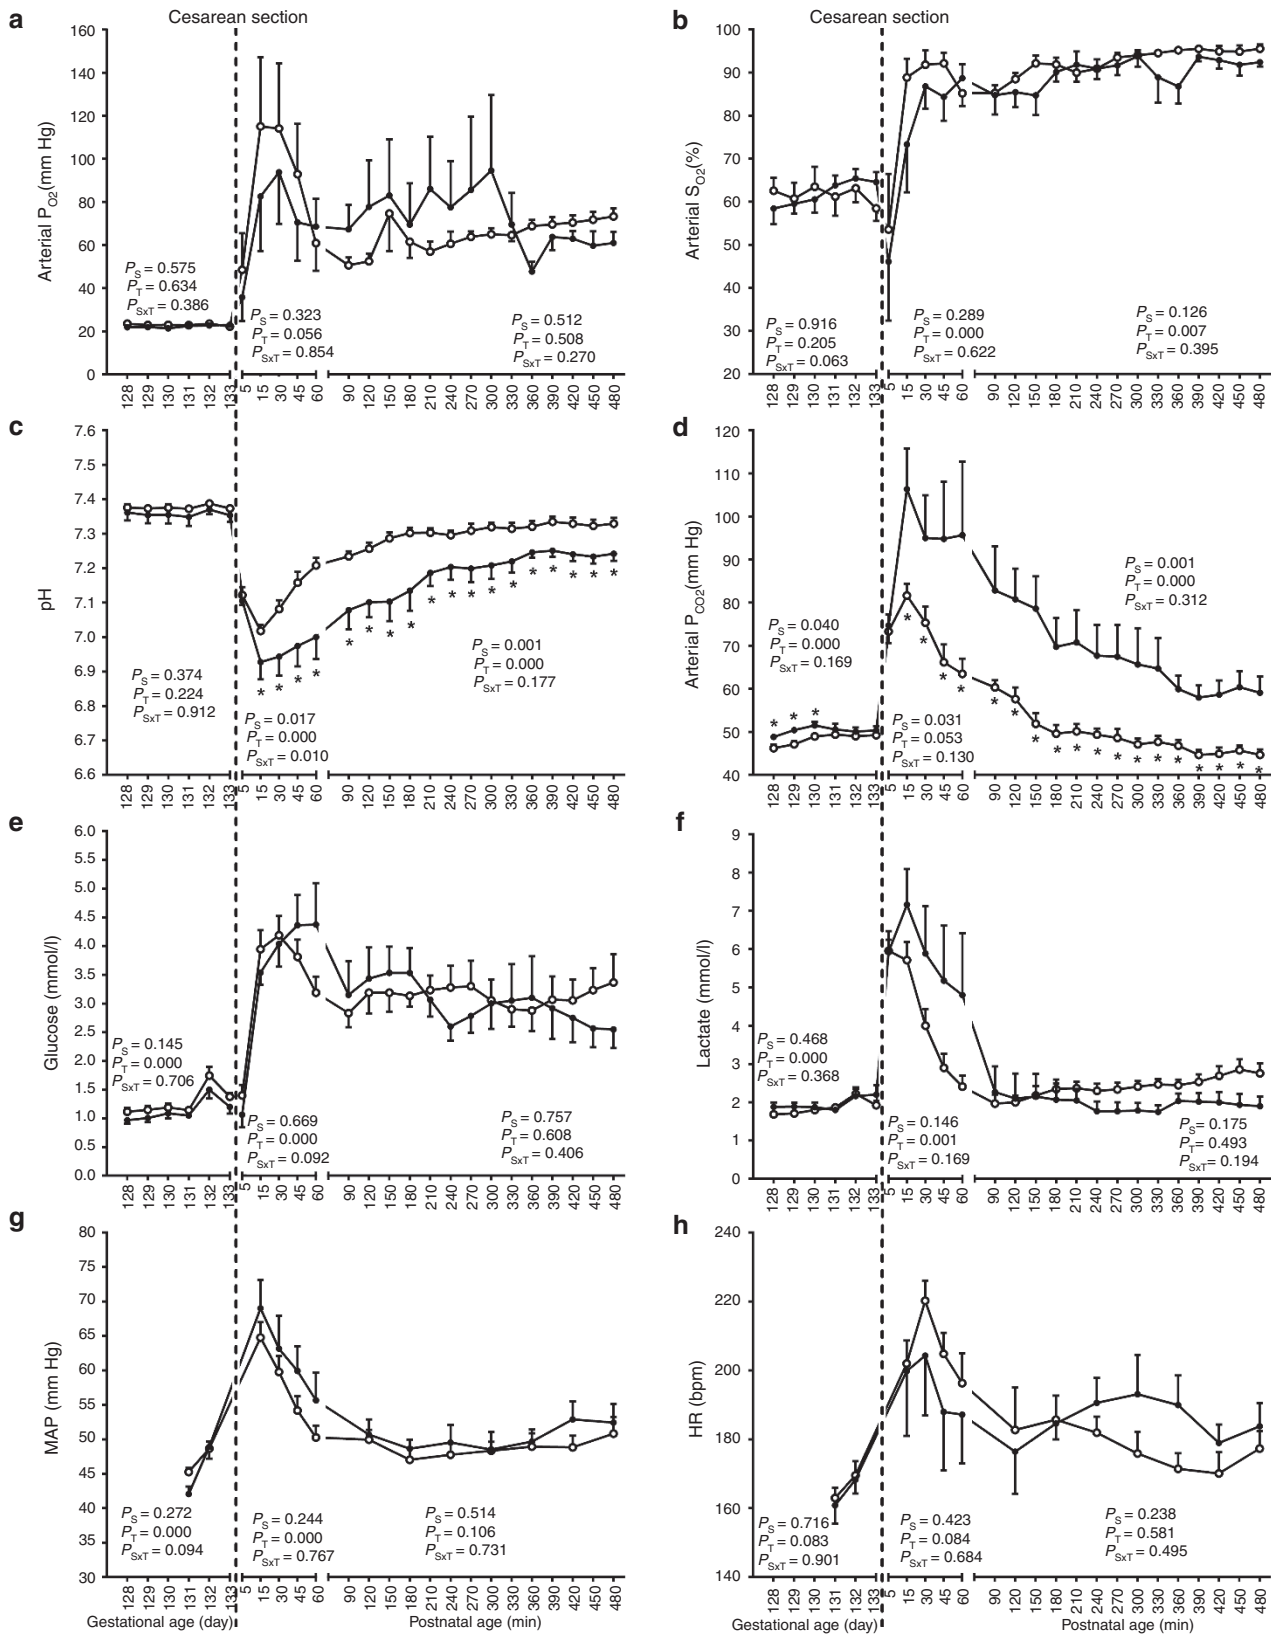 a
Cesarean section
160
140
120
100
80
60
40
20
0
Arterial PO2(mm Hg)
PS = 0.575
PT = 0.634
PSxT = 0.386
PS = 0.323
PT = 0.056
PSxT = 0.854
PS = 0.512
PT = 0.508
PSxT = 0.270
128 129 130 131 132 133 5 15 30 45 60 90 120 150 180 210 240 270 300 330 360 390 420 450 480
b
Cesarean section
100
90
80
70
60
50
40
30
20
Arterial SO2(%)
PS = 0.916
PT = 0.205
PSxT = 0.063
PS = 0.289
PT = 0.000
PSxT = 0.622
PS = 0.126
PT = 0.007
PSxT = 0.395
128 129 130 131 132 133 5 15 30 45 60 90 120 150 180 210 240 270 300 330 360 390 420 450 480
c
7.6
7.5
7.4
7.3
7.2
7.1
7.0
6.9
6.8
6.7
6.6
pH
PS = 0.374
PT = 0.224
PSxT = 0.912
* * * * * * * * * * * * * * * * * *
PS = 0.017
PT = 0.000
PSxT = 0.010
PS = 0.001
PT = 0.000
PSxT = 0.177
128 129 130 131 132 133 5 15 30 45 60 90 120 150 180 210 240 270 300 330 360 390 420 450 480
d
120
110
100
90
80
70
60
50
40
Arterial PCO2(mm Hg)
PS = 0.040
PT = 0.000
PSxT = 0.169
* * *
* * * * * * * * * * * * * * * * * *
PS = 0.031
PT = 0.053
PSxT = 0.130
PS = 0.001
PT = 0.000
PSxT = 0.312
128 129 130 131 132 133 5 15 30 45 60 90 120 150 180 210 240 270 300 330 360 390 420 450 480
e
6.0
5.5
5.0
4.5
4.0
3.5
3.0
2.5
2.0
1.5
1.0
0.5
0.0
Glucose (mmol/l)
PS = 0.145
PT = 0.000
PSxT = 0.706
PS = 0.669
PT = 0.000
PSxT = 0.092
PS = 0.757
PT = 0.608
PSxT = 0.406
128 129 130 131 132 133 5 15 30 45 60 90 120 150 180 210 240 270 300 330 360 390 420 450 480
f
9
8
7
6
5
4
3
2
1
0
Lactate (mmol/l)
PS = 0.468
PT = 0.000
PSxT = 0.368
PS = 0.146
PT = 0.001
PSxT = 0.169
PS = 0.175
PT = 0.493
PSxT = 0.194
128 129 130 131 132 133 5 15 30 45 60 90 120 150 180 210 240 270 300 330 360 390 420 450 480
g
80
75
70
65
60
55
50
45
40
35
30
MAP (mm Hg)
PS = 0.272
PT = 0.000
PSxT = 0.094
PS = 0.244
PT = 0.000
PSxT = 0.767
PS = 0.514
PT = 0.106
PSxT = 0.731
128 129 130 131 132 133 5 15 30 45 60 90 120 150 180 210 240 270 300 330 360 390 420 450 480
Gestational age (day)
Postnatal age (min)
h
240
220
200
180
160
140
HR (bpm)
PS = 0.716
PT = 0.083
PSxT = 0.901
PS = 0.423
PT = 0.084
PSxT = 0.684
PS = 0.238
PT = 0.581
PSxT = 0.495
128 129 130 131 132 133 5 15 30 45 60 90 120 150 180 210 240 270 300 330 360 390 420 450 480
Gestational age (day)
Postnatal age (min)